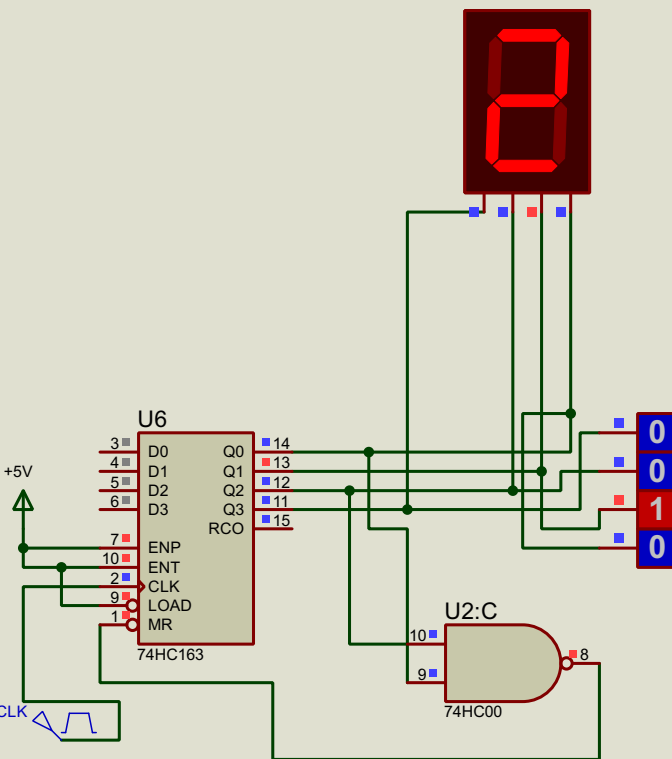 2
U6
3 D0 Q0 14
4 D1 Q1 13
5 D2 Q2 12
6 D3 Q3 11
RCO 15
7 ENP
10 ENT
2 CLK
9 LOAD
1 MR
74HC163
+5V
CLK
U2:C
10
9
8
74HC00
0
0
1
0